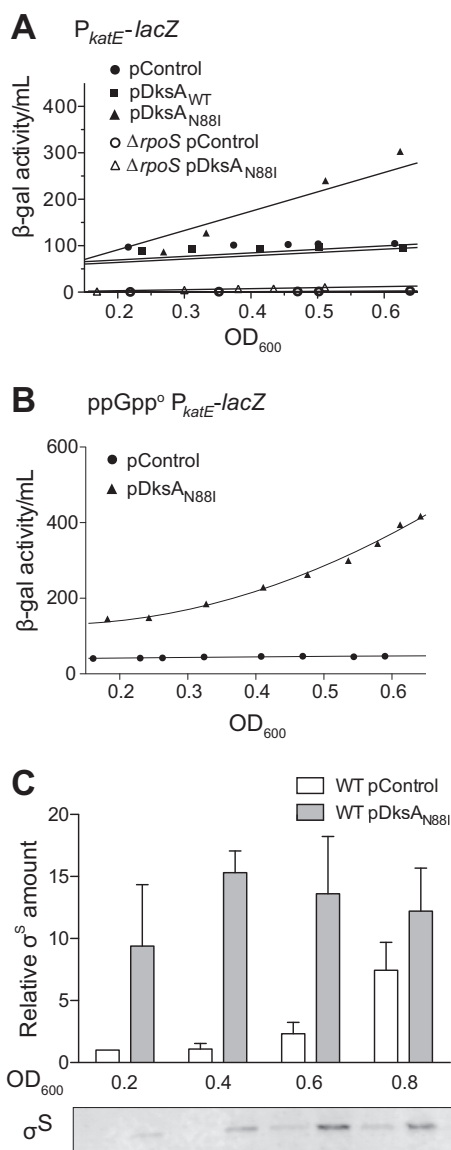 A P_katE-lacZ
● pControl
■ pDksA_WT
▲ pDksA_N88I
○ ΔrpoS pControl
△ ΔrpoS pDksA_N88I
β-gal activity/mL
400
300
200
100
0
0.2 0.3 0.4 0.5 0.6
OD₆₀₀
B ppGpp⁰ P_katE-lacZ
● pControl
▲ pDksA_N88I
β-gal activity/mL
600
400
200
0
0.2 0.3 0.4 0.5 0.6
OD₆₀₀
C
WT pControl
WT pDksA_N88I
Relative σˢ amount
20
15
10
5
0
OD₆₀₀ 0.2 0.4 0.6 0.8
σˢ